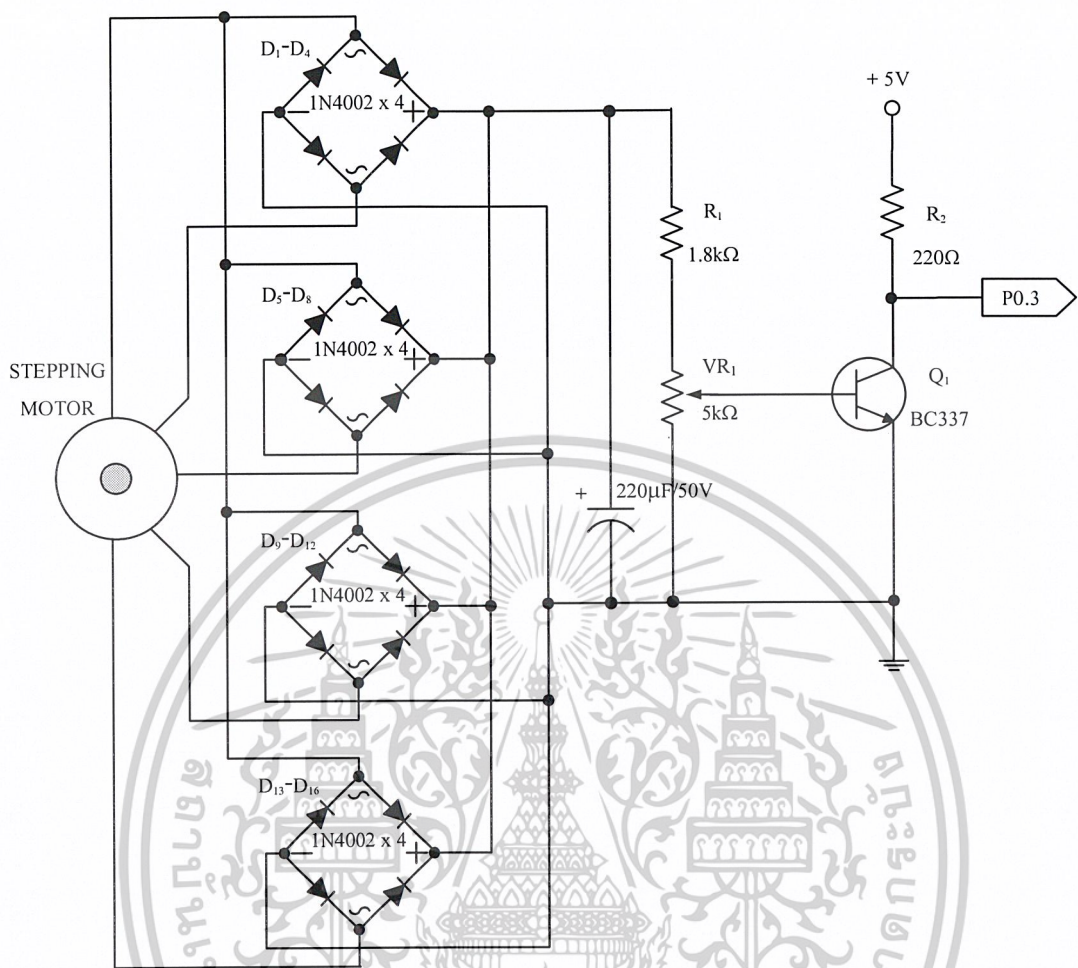 D₁-D₄
1N4002 x 4
+ 5V
R₁
1.8kΩ
R₂
220Ω
P0.3
D₅-D₈
1N4002 x 4
STEPPING
MOTOR
VR₁
5kΩ
Q₁
BC337
+ 220μF/50V
D₉-D₁₂
1N4002 x 4
D₁₃-D₁₆
1N4002 x 4